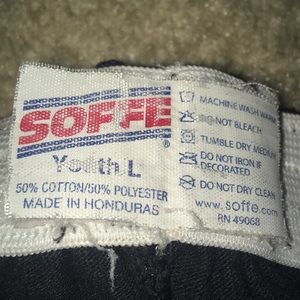 SOFFE
®
Youth L
50% COTTON/50% POLYESTER
MADE IN HONDURAS
MACHINE WASH WARM
DO NOT BLEACH
TUMBLE DRY MEDIUM
DO NOT IRON IF
DECORATED
DO NOT DRY CLEAN
www.soffe.com
RN 49068